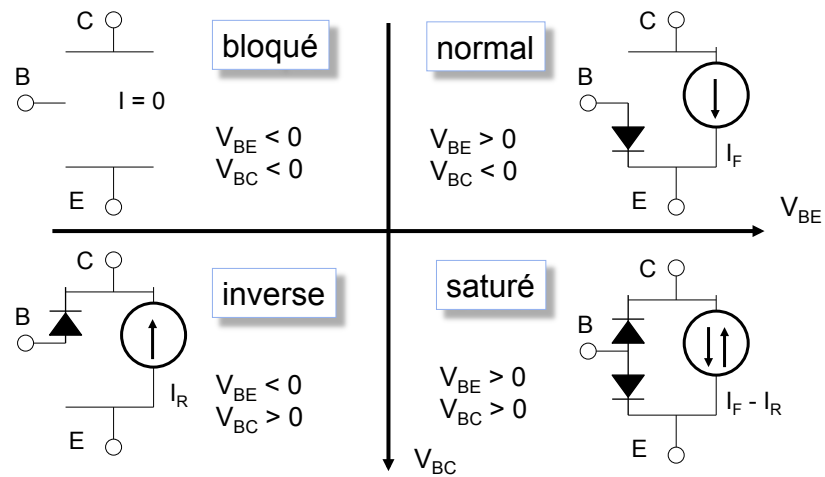 C
bloqué
B
I = 0
V_BE < 0
V_BC < 0
E
normal
C
B
V_BE > 0
V_BC < 0
I_F
E
V_BE
C
inverse
B
I_R
V_BE < 0
V_BC > 0
E
saturé
C
B
V_BE > 0
V_BC > 0
I_F - I_R
E
V_BC